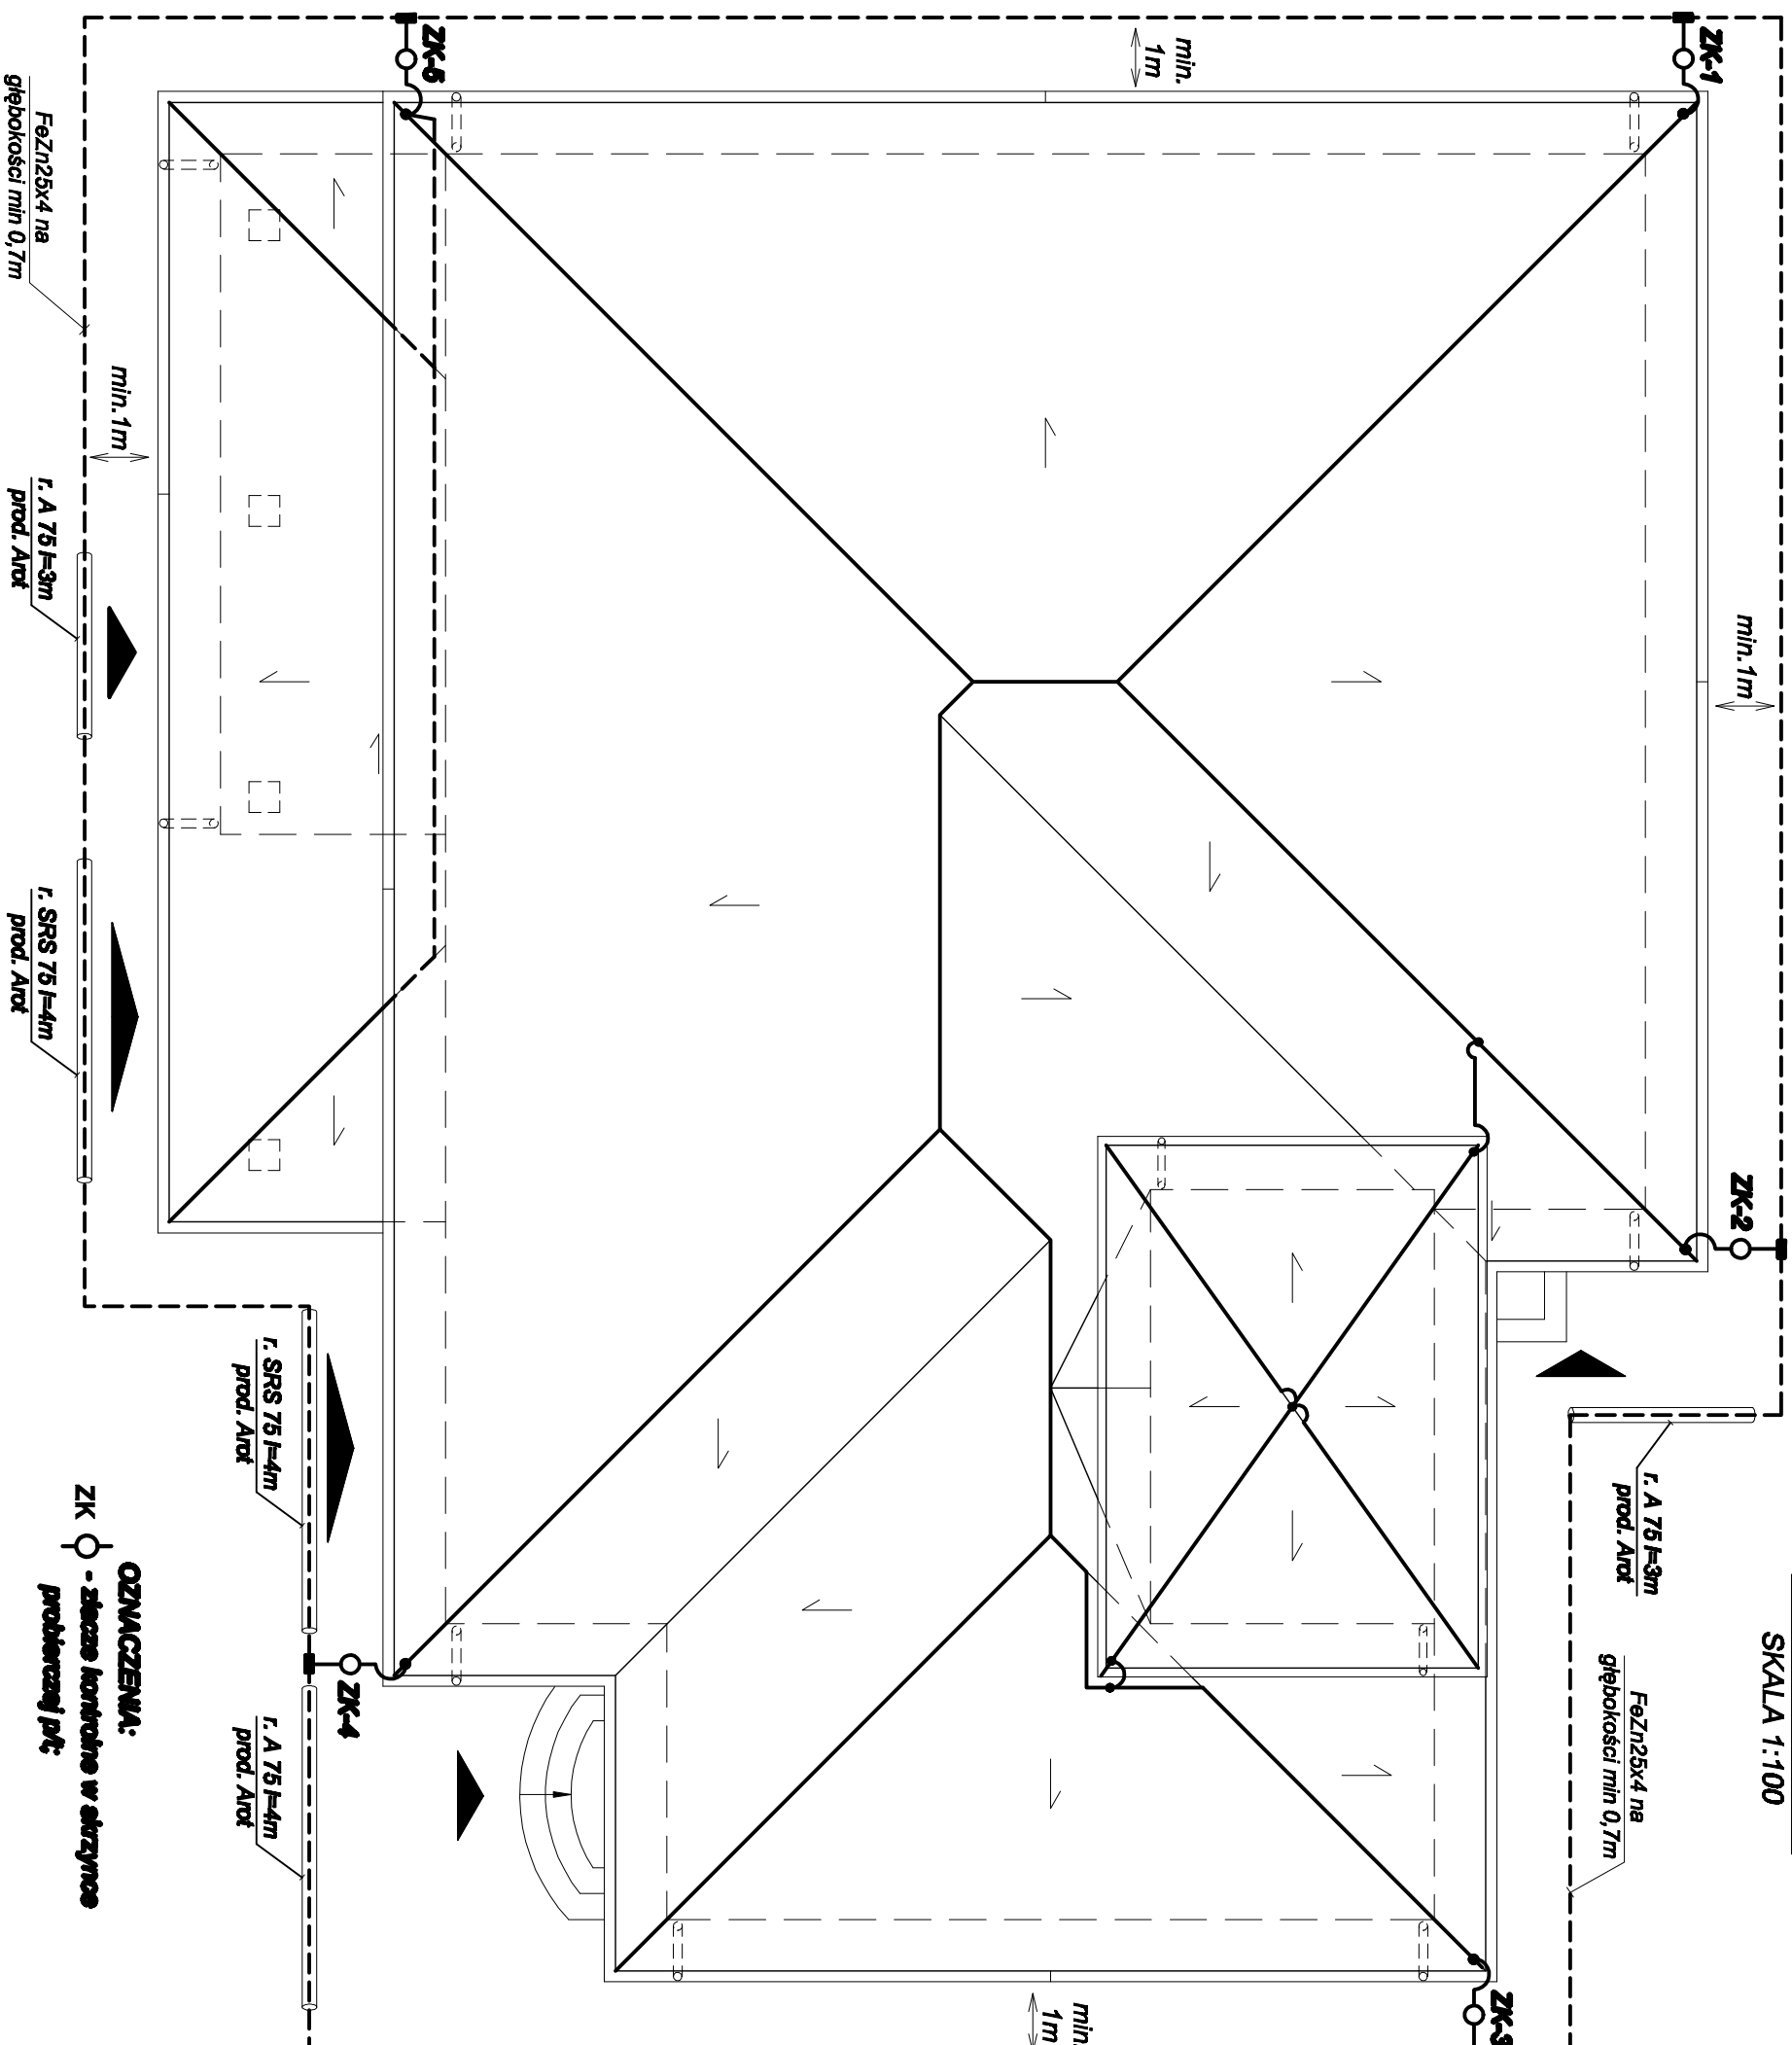 SKALA 1:100
ZK-1
min.
1m
ZK-5
FeZn25x4 na
głębokości min 0,7m
min.1m
r. A 75 l=3m
prod. Arot
min.1m
r. SRS 75 l=4m
prod. Arot
ZK-2
r. A 75 l=3m
prod. Arot
FeZn25x4 na
głębokości min 0,7m
r. SRS 75 l=4m
prod. Arot
ZK-4
r. A 75 l=4m
prod. Arot
ZK-3
min.
1m
OZNACZENIA:
ZK - złącze kontrolne w skrzynce
probierczej p/t;